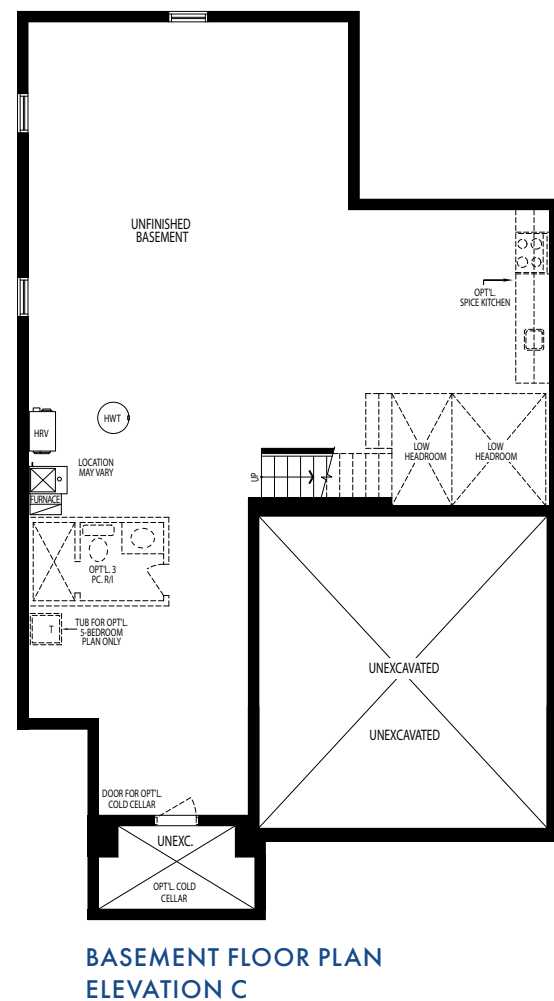 UNFINISHED
BASEMENT
OPT'L.
SPICE KITCHEN
HWT
HRV
LOCATION
MAY VARY
LOW
HEADROOM
LOW
HEADROOM
UP
FURNACE
OPT'L. 3
PC. R/I
T
TUB FOR OPT'L.
5-BEDROOM
PLAN ONLY
UNEXCAVATED
UNEXCAVATED
DOOR FOR OPT'L.
COLD CELLAR
UNEXC.
OPT'L. COLD
CELLAR
BASEMENT FLOOR PLAN
ELEVATION C